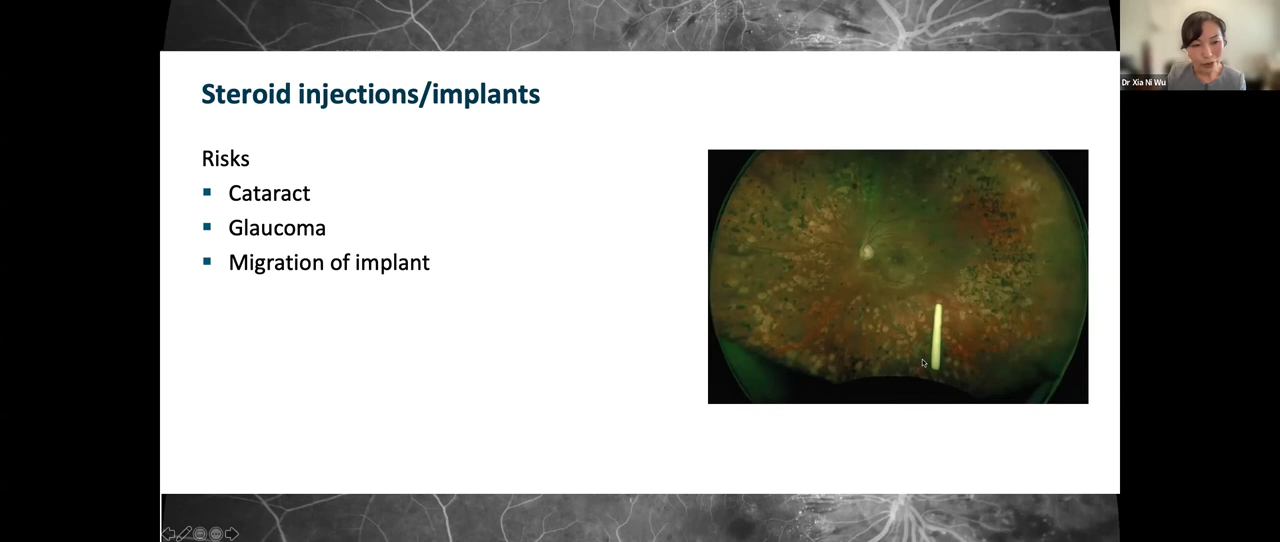 Steroid injections/implants
Risks
Cataract
Glaucoma
Migration of implant
Dr Xia Ni Wu